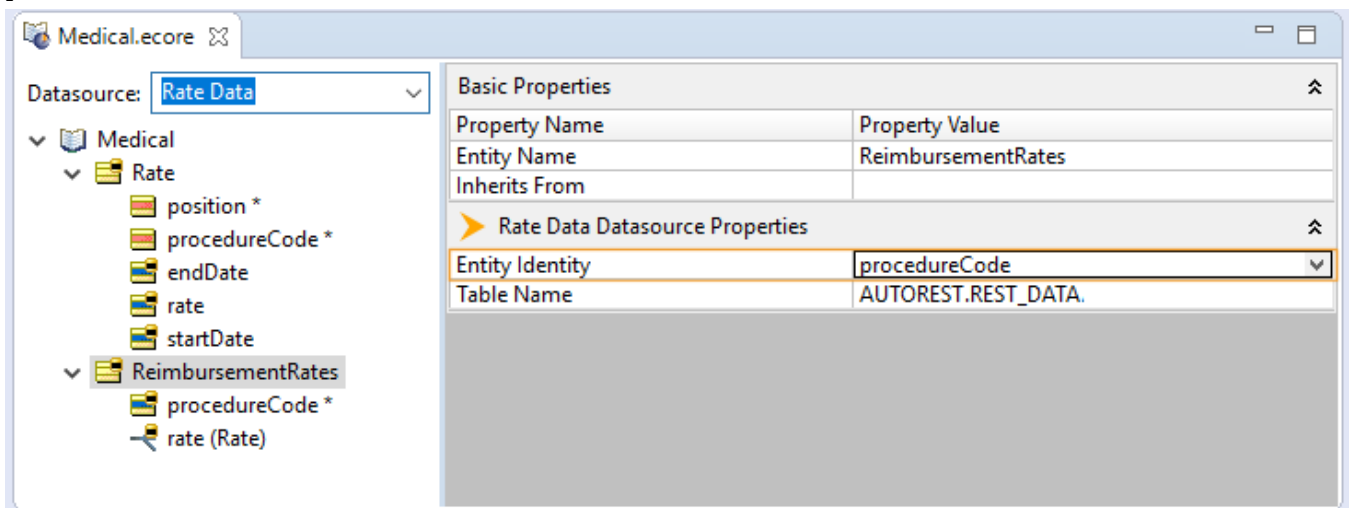 Medical.ecore
Datasource: Rate Data
Medical
Rate
position *
procedureCode *
endDate
rate
startDate
ReimbursementRates
procedureCode *
rate (Rate)
Basic Properties
Property Name Property Value
Entity Name ReimbursementRates
Inherits From
Rate Data Datasource Properties
Entity Identity procedureCode
Table Name AUTOREST.REST_DATA.